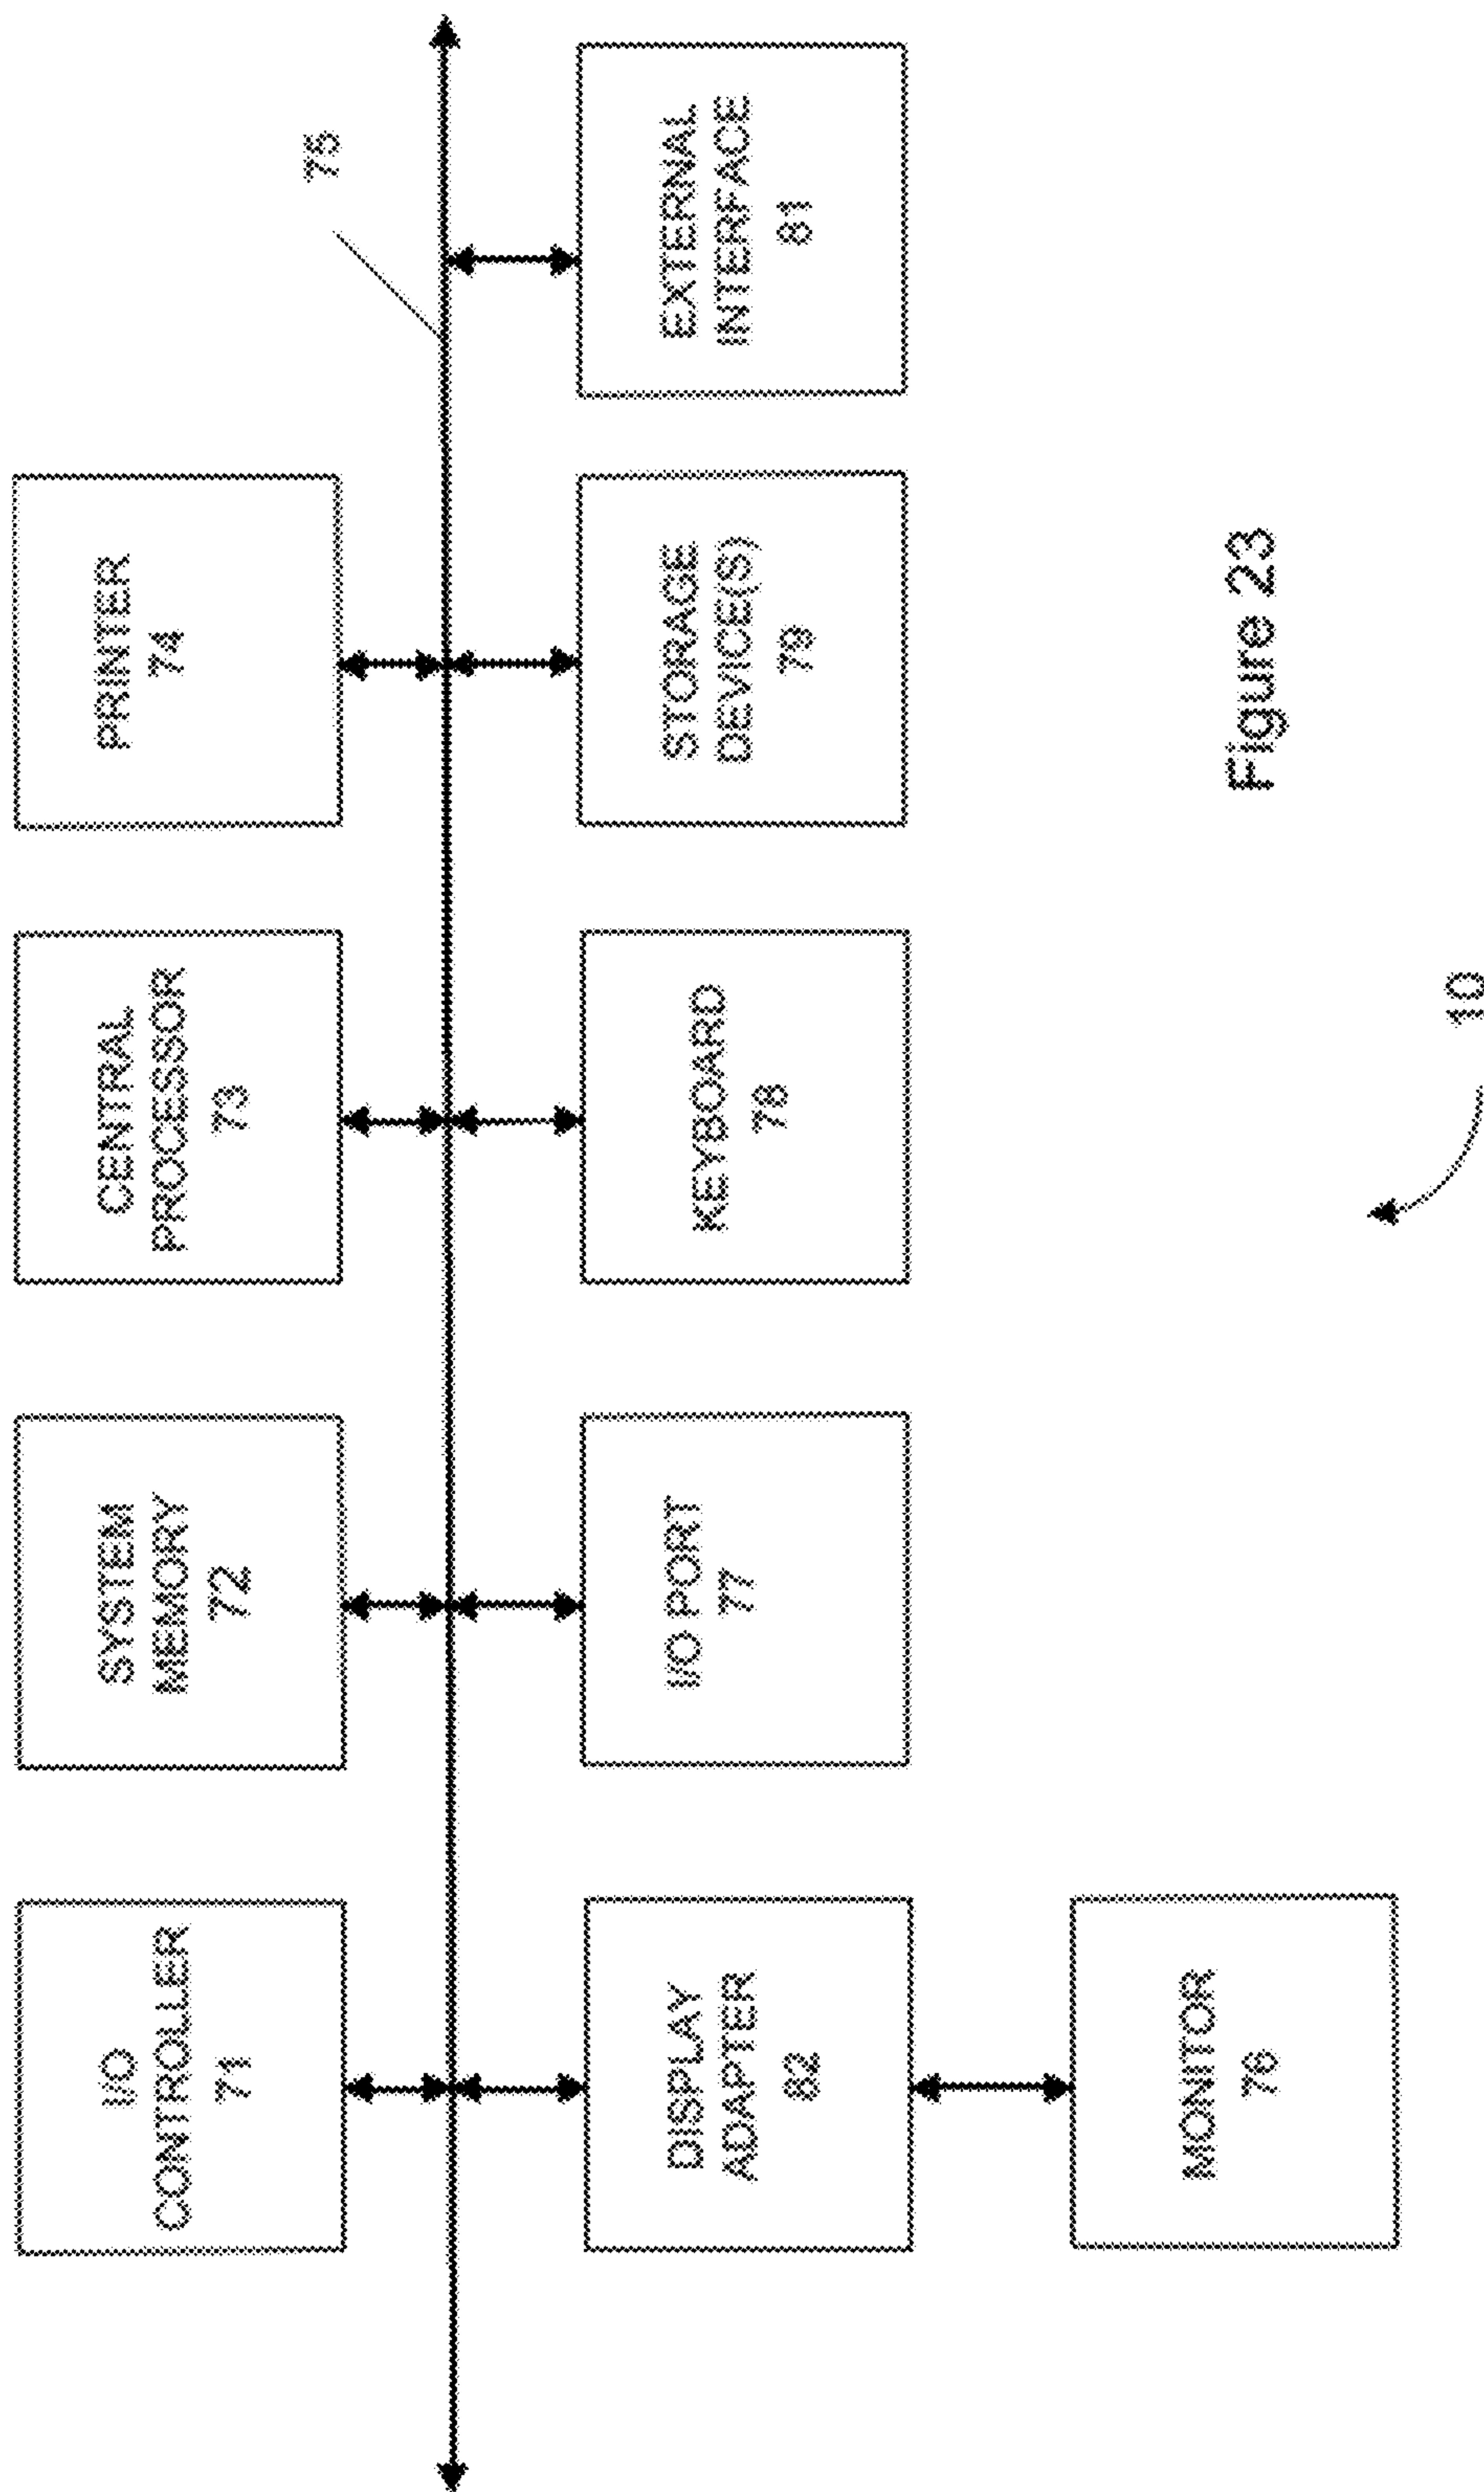 I/O
CONTROLLER
71
SYSTEM
MEMORY
72
CENTRAL
PROCESSOR
73
PRINTER
74
75
DISPLAY
ADAPTER
82
I/O PORT
77
KEYBOARD
78
STORAGE
DEVICE(S)
79
EXTERNAL
INTERFACE
81
MONITOR
76
Figure 23
10